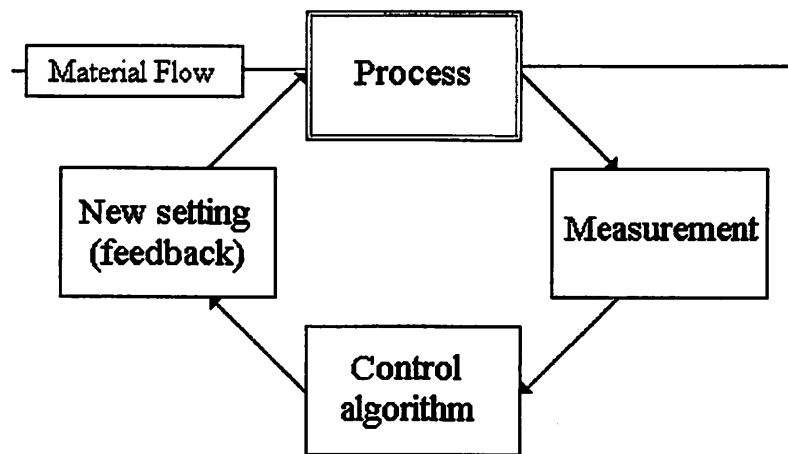 Material Flow
Process
New setting
(feedback)
Measurement
Control
algorithm